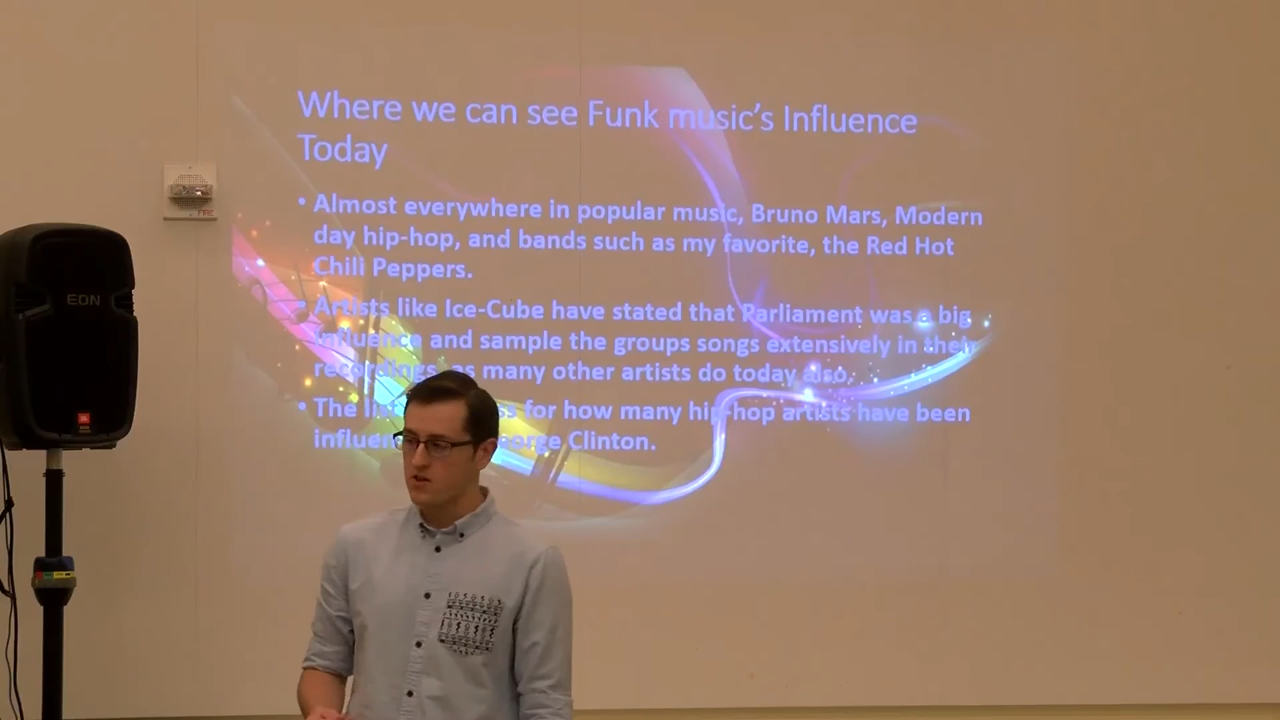 Where we can see Funk music's Influence
Today
• Almost everywhere in popular music, Bruno Mars, Modern
day hip-hop, and bands such as my favorite, the Red Hot
Chili Peppers.
• Artists like Ice-Cube have stated that Parliament was a big
influence and sample the groups songs extensively in their
recordings, as many other artists do today also.
• The for how many hip-hop artists have been
Clinton.
FIRE
EON
JBL